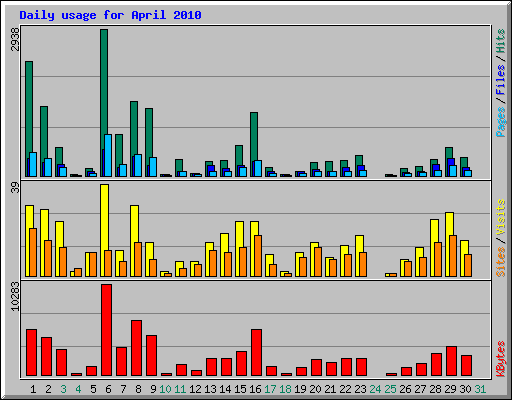 Daily usage for April 2010
2938
Pages / Files / Hits
39
Sites / Visits
10283
KBytes
1 2 3 4 5 6 7 8 9 10 11 12 13 14 15 16 17 18 19 20 21 22 23 24 25 26 27 28 29 30 31